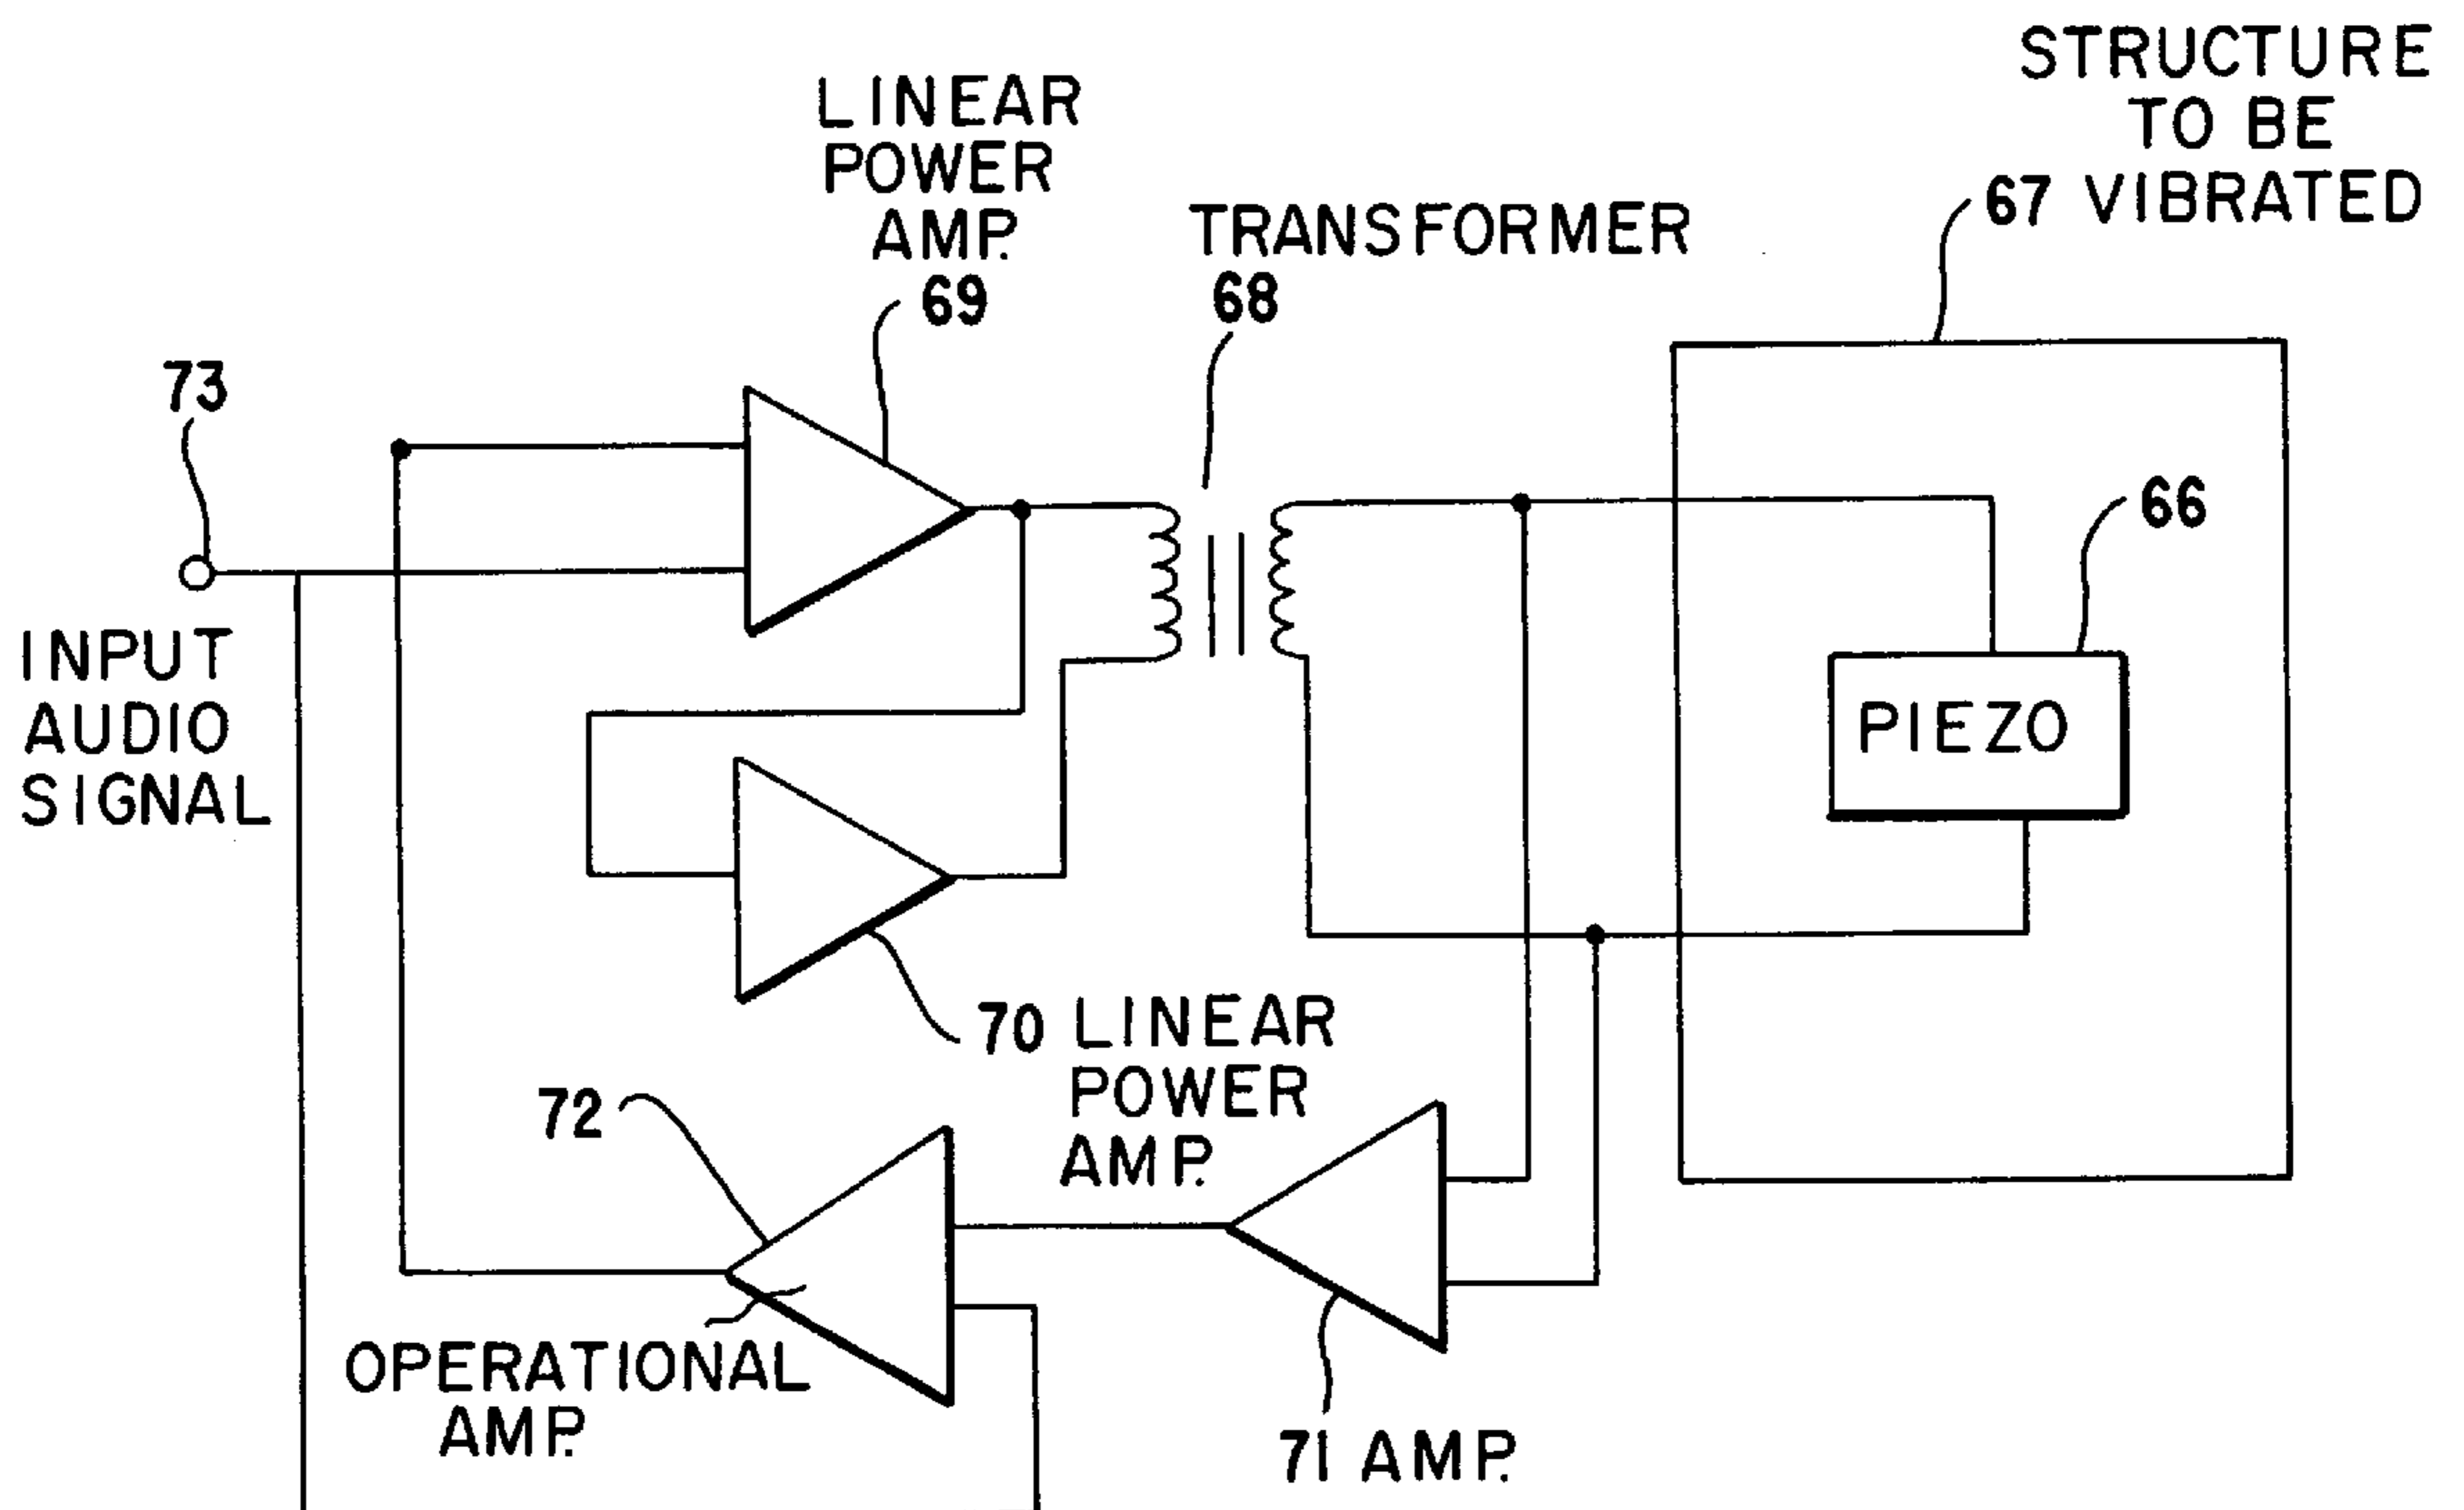 STRUCTURE
TO BE
67 VIBRATED
LINEAR
POWER
AMP.
69
TRANSFORMER
68
73
66
INPUT
AUDIO
SIGNAL
PIEZO
70 LINEAR
POWER
AMP.
72
OPERATIONAL
AMP.
71 AMP.